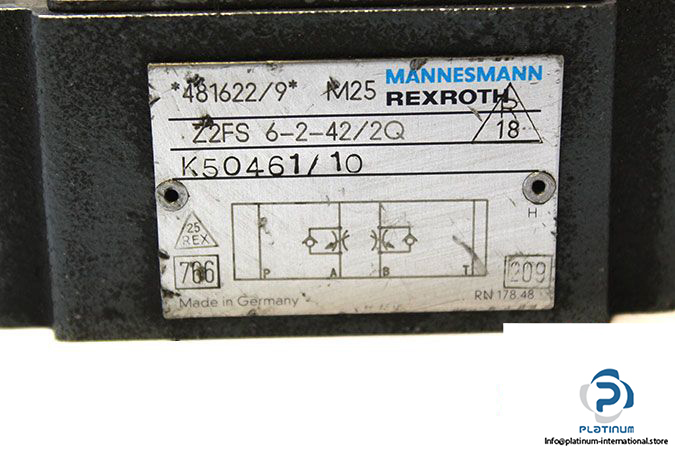 *481622/9* M25 MANNESMANN
REXROTH
Z2FS 6-2-42/2Q
R
18
K50461/10
H
25
REX
766
P A B T
209
Made in Germany
RN 178.48
PLATINUM
Info@platinum-international.store